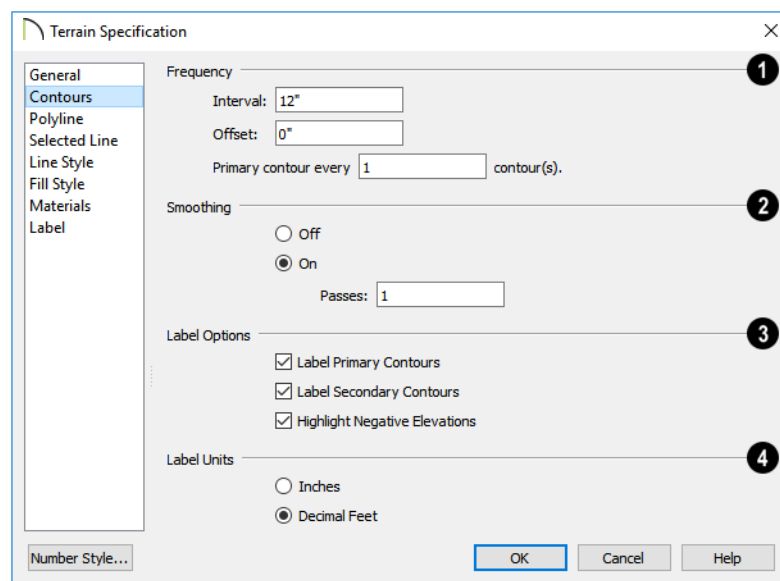 Terrain Specification
General
Contours
Polyline
Selected Line
Line Style
Fill Style
Materials
Label
Frequency
1
Interval: 12"
Offset: 0"
Primary contour every 1 contour(s).
Smoothing
2
Off
On
Passes: 1
Label Options
3
Label Primary Contours
Label Secondary Contours
Highlight Negative Elevations
Label Units
4
Inches
Decimal Feet
Number Style...
OK
Cancel
Help